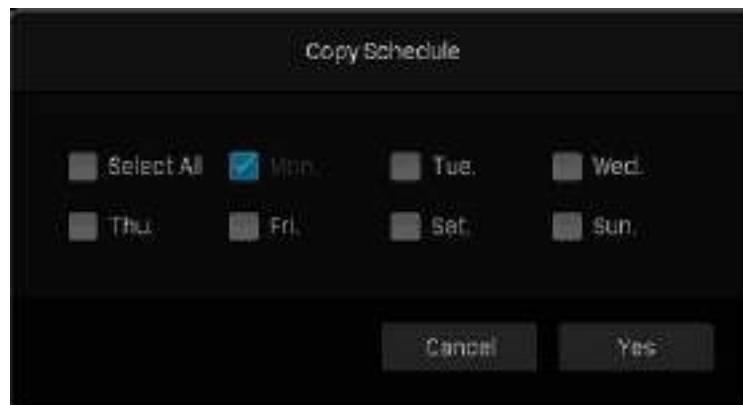 Copy Schedule
Select All Mon. Tue. Wed.
Thu. Fri. Sat. Sun.
Cancel Yes